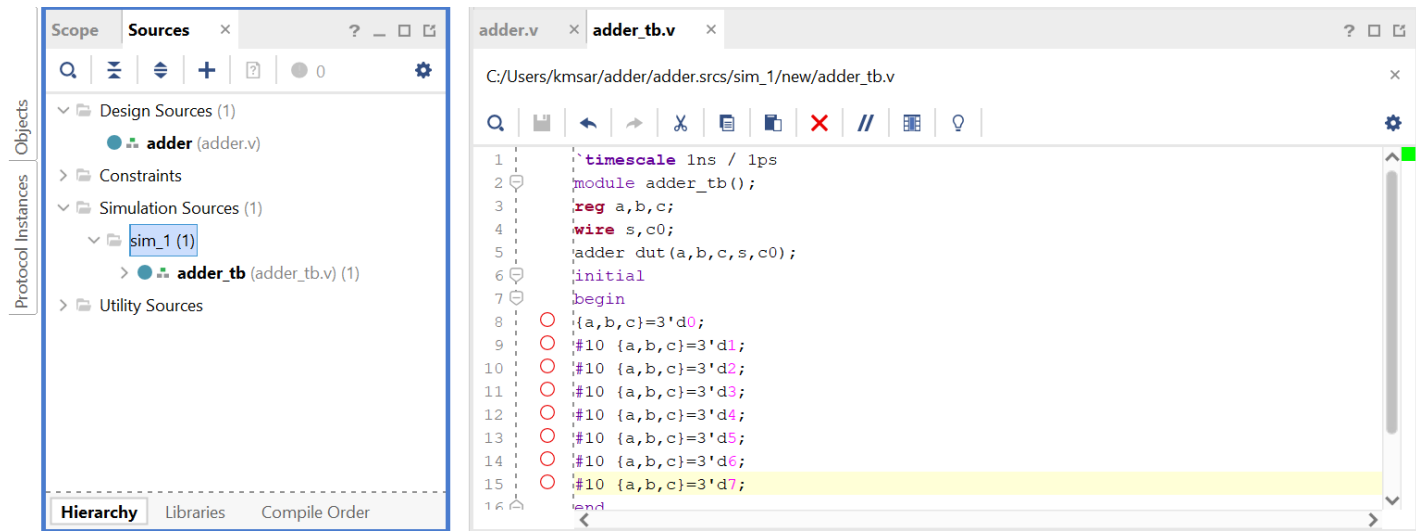 Objects
Protocol Instances
Scope Sources × ?
0
Design Sources (1)
adder (adder.v)
Constraints
Simulation Sources (1)
sim_1 (1)
adder_tb (adder_tb.v) (1)
Utility Sources
Hierarchy Libraries Compile Order
adder.v × adder_tb.v × ?
C:/Users/kmsar/adder/adder.srcs/sim_1/new/adder_tb.v ×
1 `timescale 1ns / 1ps
2 module adder_tb();
3 reg a,b,c;
4 wire s,c0;
5 adder dut(a,b,c,s,c0);
6 initial
7 begin
8 {a,b,c}=3'd0;
9 #10 {a,b,c}=3'd1;
10 #10 {a,b,c}=3'd2;
11 #10 {a,b,c}=3'd3;
12 #10 {a,b,c}=3'd4;
13 #10 {a,b,c}=3'd5;
14 #10 {a,b,c}=3'd6;
15 #10 {a,b,c}=3'd7;
16 end